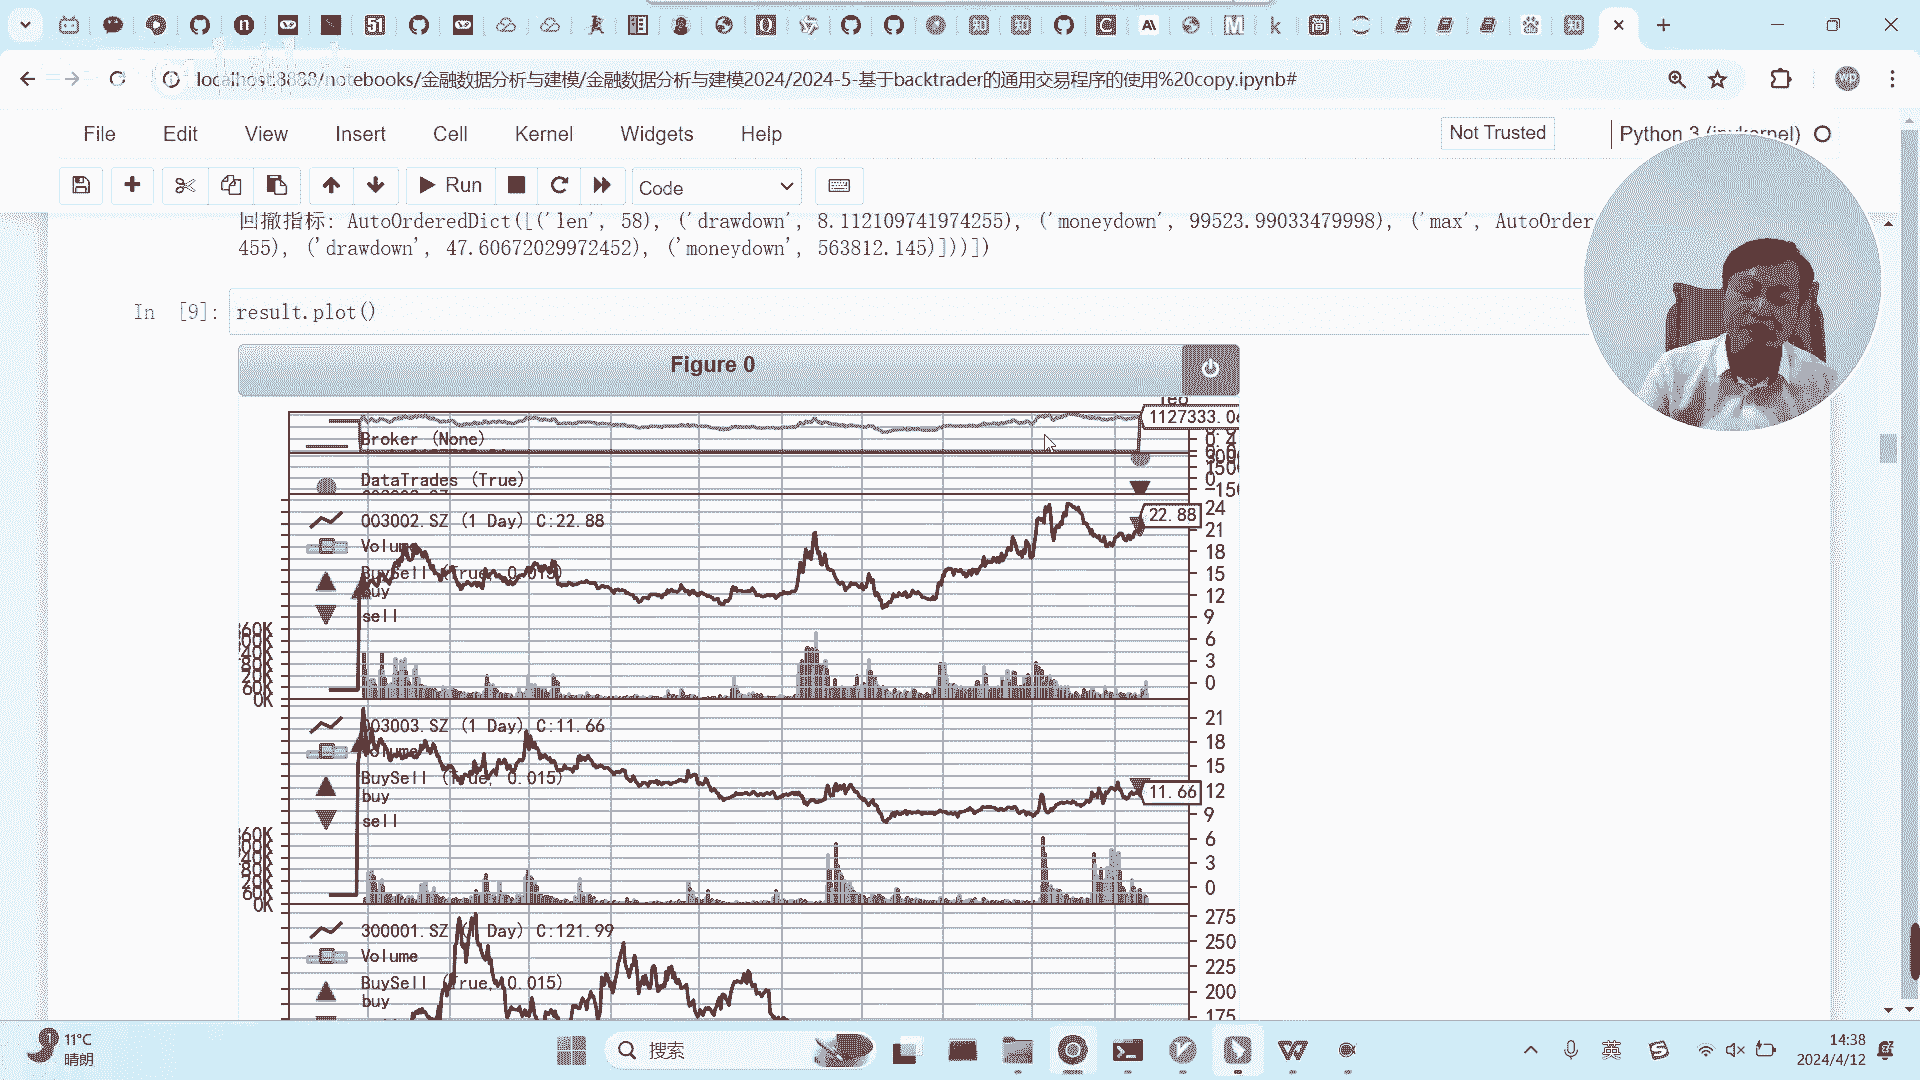 localhost:8888/notebooks/金融数据分析与建模/金融数据分析与建模2024/2024-5-基于backtrader的通用交易程序的使用%20copy.ipynb#
File Edit View Insert Cell Kernel Widgets Help
Not Trusted
Python 3 (ipykernel)
Run
Code
回撤指标: AutoOrderedDict([('len', 58), ('drawdown', 8.112109741974255), ('moneydown', 99523.99033479998), ('max', AutoOrder
455), ('drawdown', 47.60672029972452), ('moneydown', 563812.145)]))])
In [9]: result.plot()
Figure 0
1127333.0
Broker (None)
DataTrades (True)
003002.SZ (1 Day) C:22.88
Volume
BuySell (True, 0.015)
buy
sell
22.88
24
21
18
15
12
9
6
3
0
003003.SZ (1 Day) C:11.66
Volume
BuySell (True, 0.015)
buy
sell
11.66
21
18
15
12
9
6
3
0
300001.SZ (1 Day) C:121.99
Volume
BuySell (True, 0.015)
buy
275
250
225
200
175
11°C
晴朗
搜索
英
14:38
2024/4/12